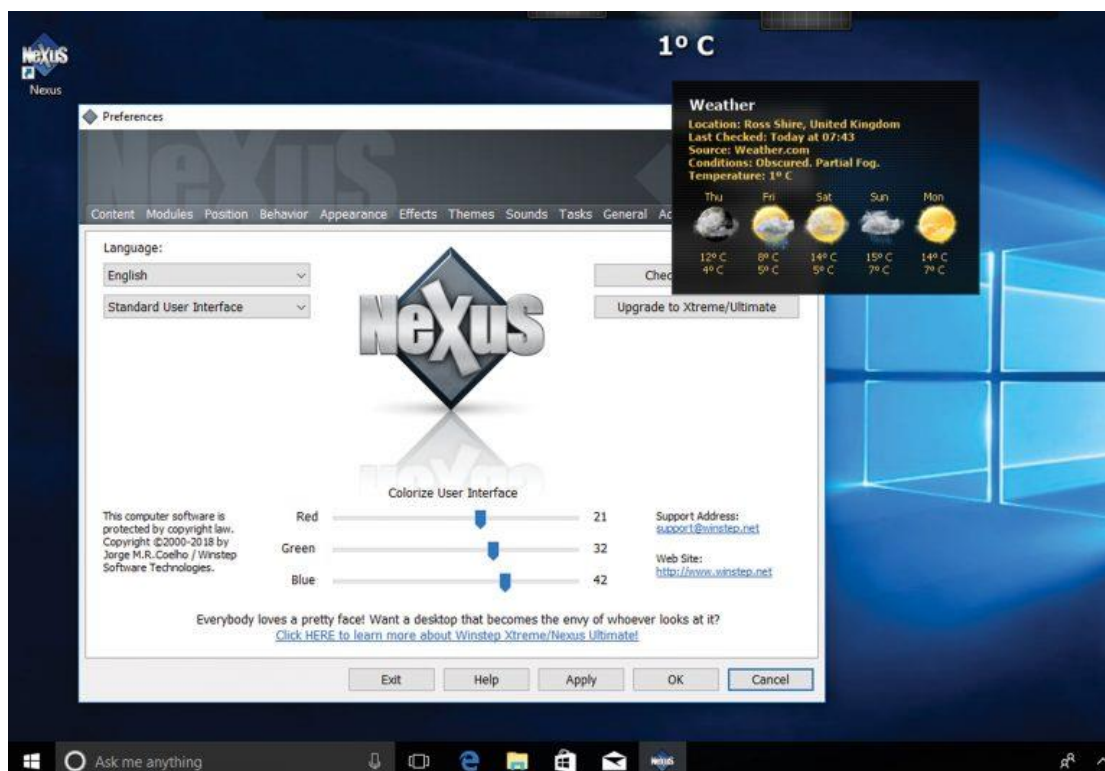 1º C
NeXuS
Nexus
Preferences
NeXuS
Content Modules Position Behavior Appearance Effects Themes Sounds Tasks General
Weather
Location: Ross Shire, United Kingdom
Last Checked: Today at 07:43
Source: Weather.com
Conditions: Obscured. Partial Fog.
Temperature: 1º C
Thu Fri Sat Sun Mon
12º C 8º C 14º C 15º C 14º C
4º C 5º C 5º C 7º C 7º C
Language:
English
Standard User Interface
Upgrade to Xtreme/Ultimate
NeXuS
Colorize User Interface
Red 21
Green 32
Blue 42
This computer software is
protected by copyright law.
Copyright ©2000-2018 by
Jorge M.R.Coelho / Winstep
Software Technologies.
Support Address:
support@winstep.net
Web Site:
http://www.winstep.net
Everybody loves a pretty face! Want a desktop that becomes the envy of whoever looks at it?
Click HERE to learn more about Winstep Xtreme/Nexus Ultimate!
Exit Help Apply OK Cancel
Ask me anything
NeXuS